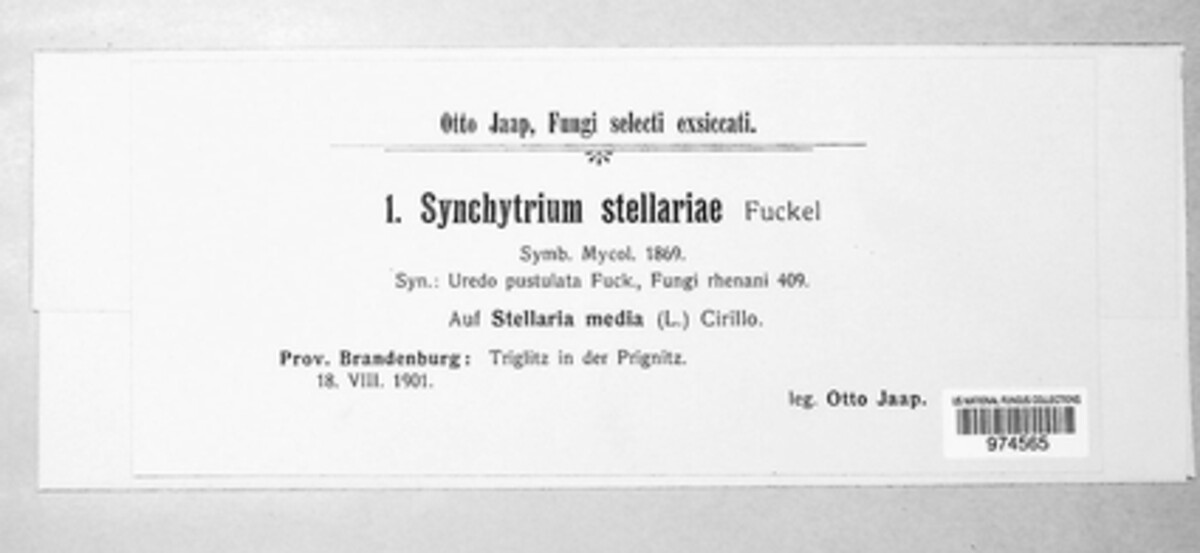 Otto Jaap, Fungi selecti exsiccati.
1. Synchytrium stellariae Fuckel
Symb. Mycol. 1869.
Syn.: Uredo pustulata Fuck., Fungi rhenani 409.
Auf Stellaria media (L.) Cirillo.
Prov. Brandenburg: Triglitz in der Prignitz.
18. VIII. 1901.
leg. Otto Jaap.
US NATIONAL FUNGUS COLLECTIONS
974565